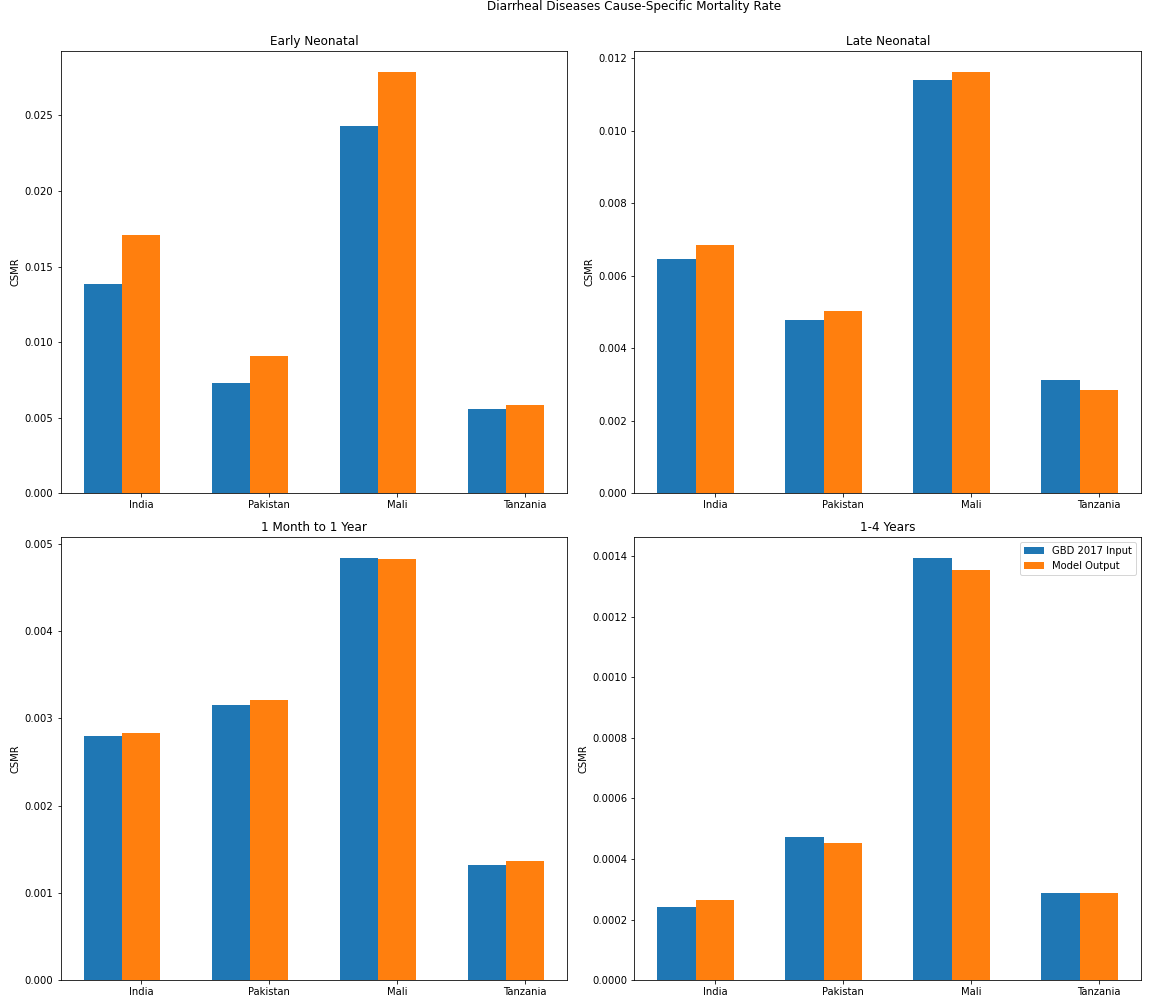 Diarrheal Diseases Cause-Specific Mortality Rate
Early Neonatal
CSMR
0.025
0.020
0.015
0.010
0.005
0.000
India Pakistan Mali Tanzania
Late Neonatal
CSMR
0.012
0.010
0.008
0.006
0.004
0.002
0.000
India Pakistan Mali Tanzania
1 Month to 1 Year
CSMR
0.005
0.004
0.003
0.002
0.001
0.000
India Pakistan Mali Tanzania
1-4 Years
CSMR
0.0014
0.0012
0.0010
0.0008
0.0006
0.0004
0.0002
0.0000
GBD 2017 Input
Model Output
India Pakistan Mali Tanzania